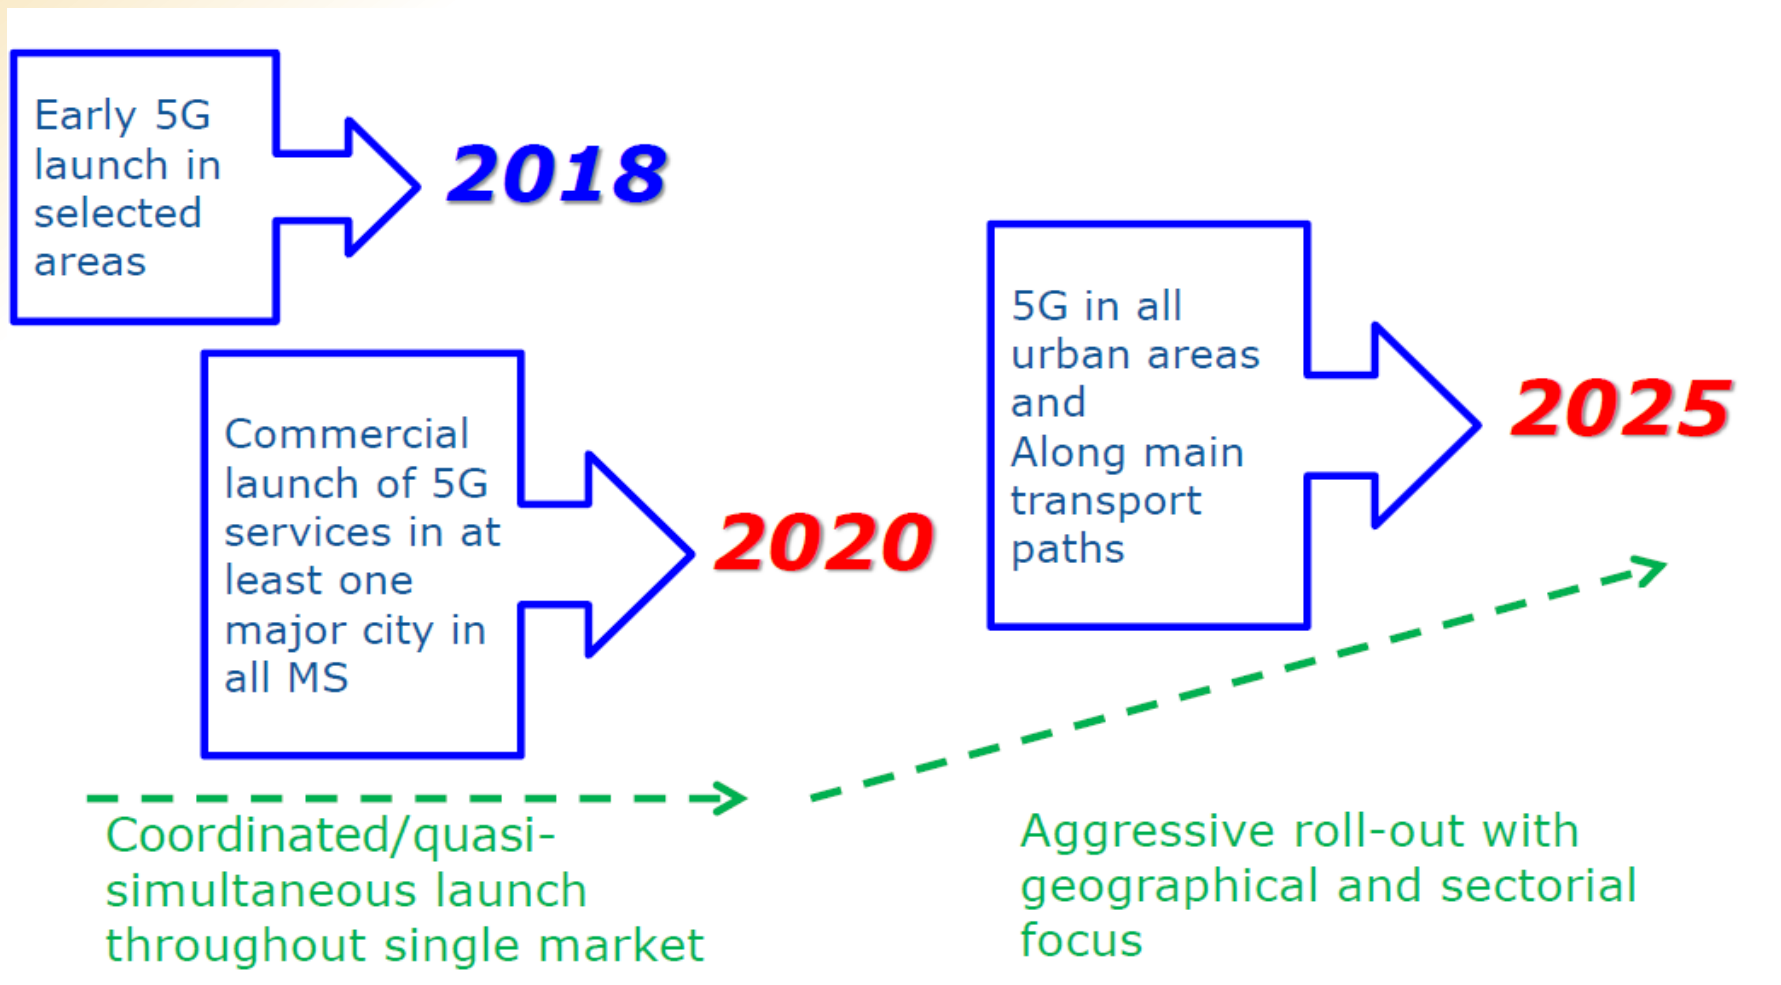 Early 5G
launch in
selected
areas
2018
Commercial
launch of 5G
services in at
least one
major city in
all MS
2020
5G in all
urban areas
and
Along main
transport
paths
2025
Coordinated/quasi-
simultaneous launch
throughout single market
Aggressive roll-out with
geographical and sectorial
focus